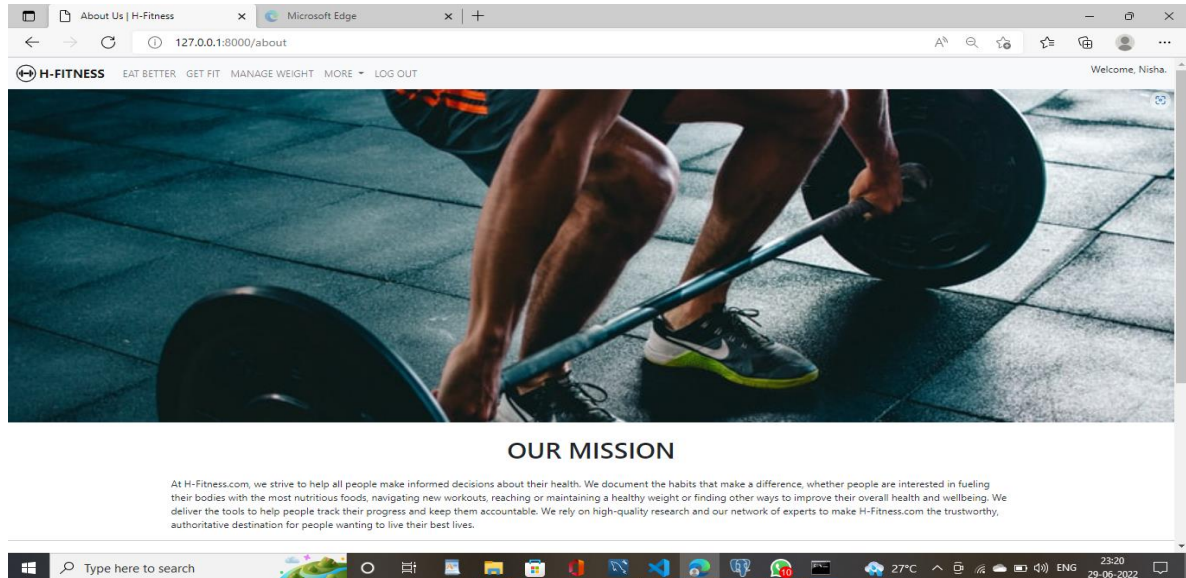 About Us | H-Fitness
Microsoft Edge
127.0.0.1:8000/about
H-FITNESS EAT BETTER GET FIT MANAGE WEIGHT MORE LOG OUT
Welcome, Nisha.
OUR MISSION
At H-Fitness.com, we strive to help all people make informed decisions about their health. We document the habits that make a difference, whether people are interested in fueling
their bodies with the most nutritious foods, navigating new workouts, reaching or maintaining a healthy weight or finding other ways to improve their overall health and wellbeing. We
deliver the tools to help people track their progress and keep them accountable. We rely on high-quality research and our network of experts to make H-Fitness.com the trustworthy,
authoritative destination for people wanting to live their best lives.
Type here to search
10
27°C
ENG
23:20
29-06-2022